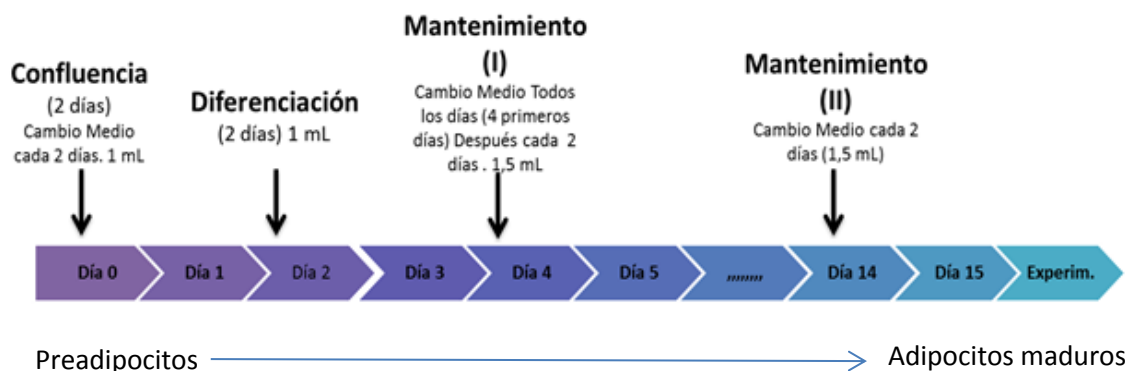 Confluencia
(2 días)
Cambio Medio
cada 2 días. 1 mL
Diferenciación
(2 días) 1 mL
Mantenimiento
(I)
Cambio Medio Todos
los días (4 primeros
días) Después cada 2
días . 1,5 mL
Mantenimiento
(II)
Cambio Medio cada 2
días (1,5 mL)
Día 0
Día 1
Día 2
Día 3
Día 4
Día 5
,,,,,,,,,
Día 14
Día 15
Experim.
Preadipocitos
Adipocitos maduros